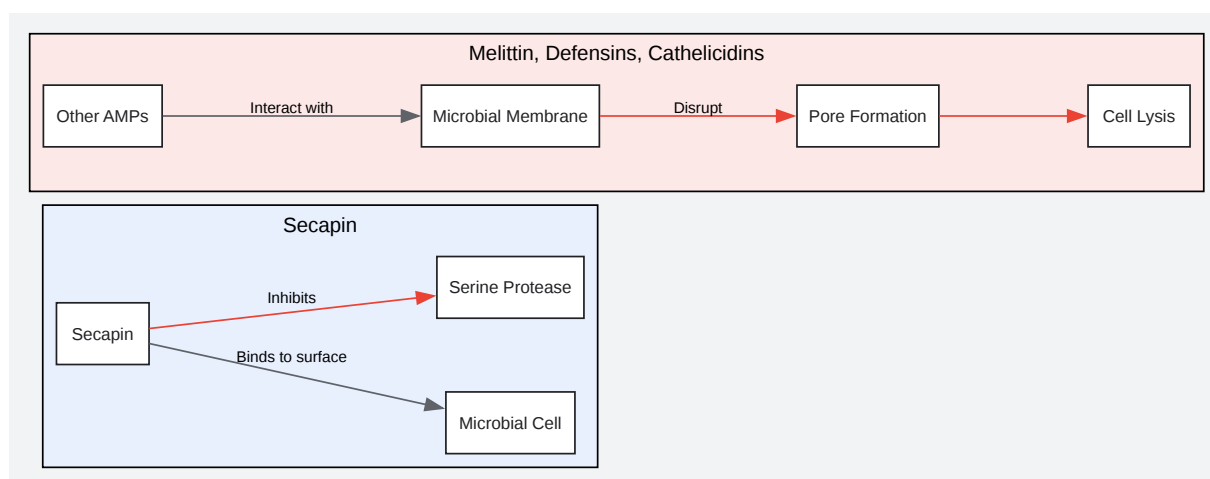 Melittin, Defensins, Cathelicidins
Other AMPs
Interact with
Microbial Membrane
Disrupt
Pore Formation
Cell Lysis
Secapin
Secapin
Inhibits
Serine Protease
Binds to surface
Microbial Cell